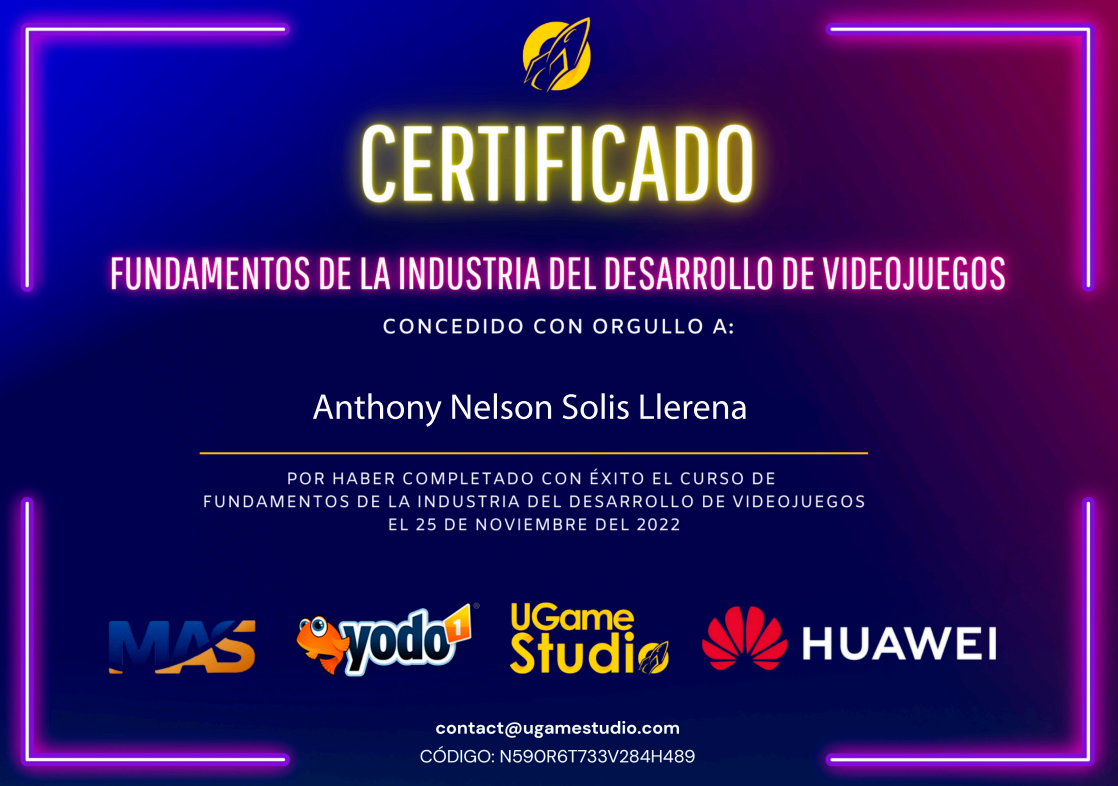 CERTIFICADO
FUNDAMENTOS DE LA INDUSTRIA DEL DESARROLLO DE VIDEOJUEGOS
CONCEDIDO CON ORGULLO A:
Anthony Nelson Solis Llerena
POR HABER COMPLETADO CON ÉXITO EL CURSO DE
FUNDAMENTOS DE LA INDUSTRIA DEL DESARROLLO DE VIDEOJUEGOS
EL 25 DE NOVIEMBRE DEL 2022
MAS
yodo1®
UGame
Studio
HUAWEI
contact@ugamestudio.com
CÓDIGO: N590R6T733V284H489